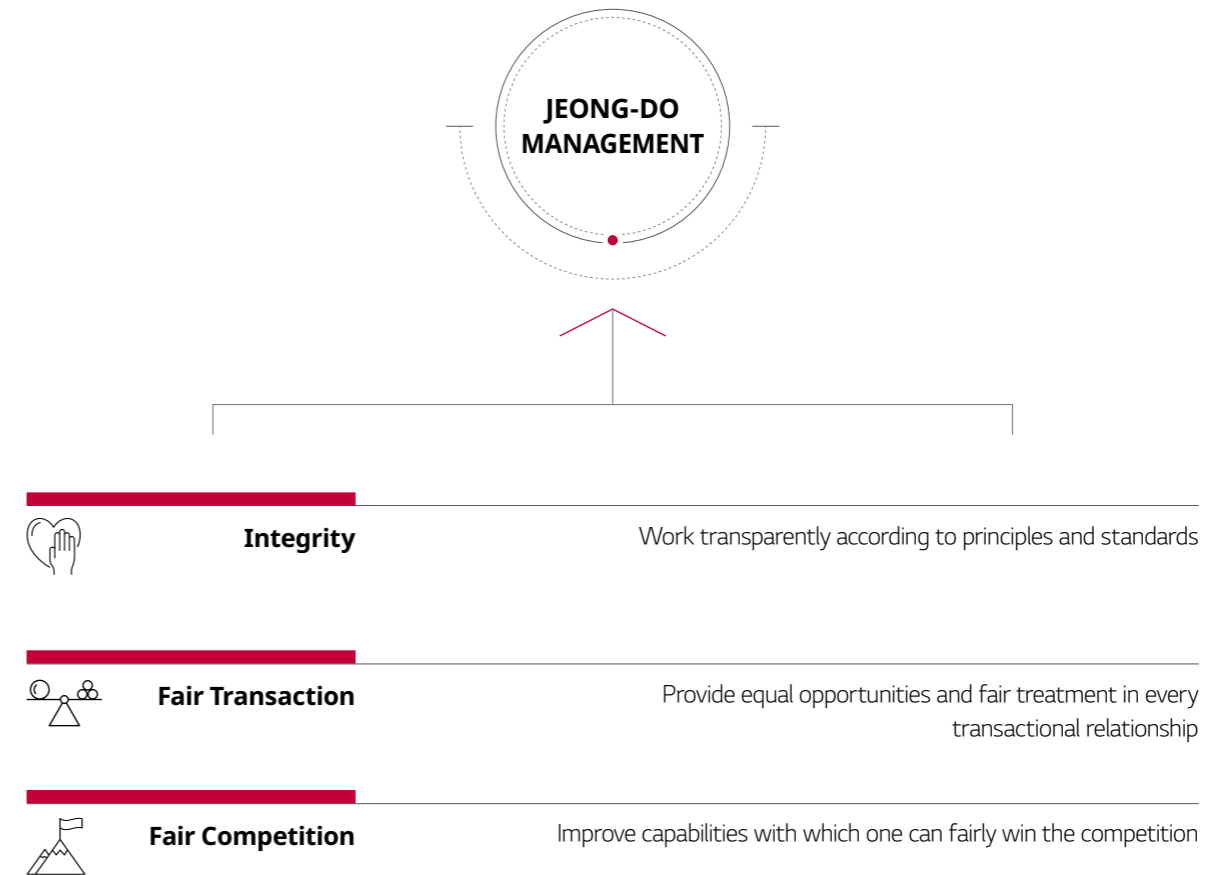 JEONG-DO
MANAGEMENT
Integrity
Work transparently according to principles and standards
Fair Transaction
Provide equal opportunities and fair treatment in every
transactional relationship
Fair Competition
Improve capabilities with which one can fairly win the competition